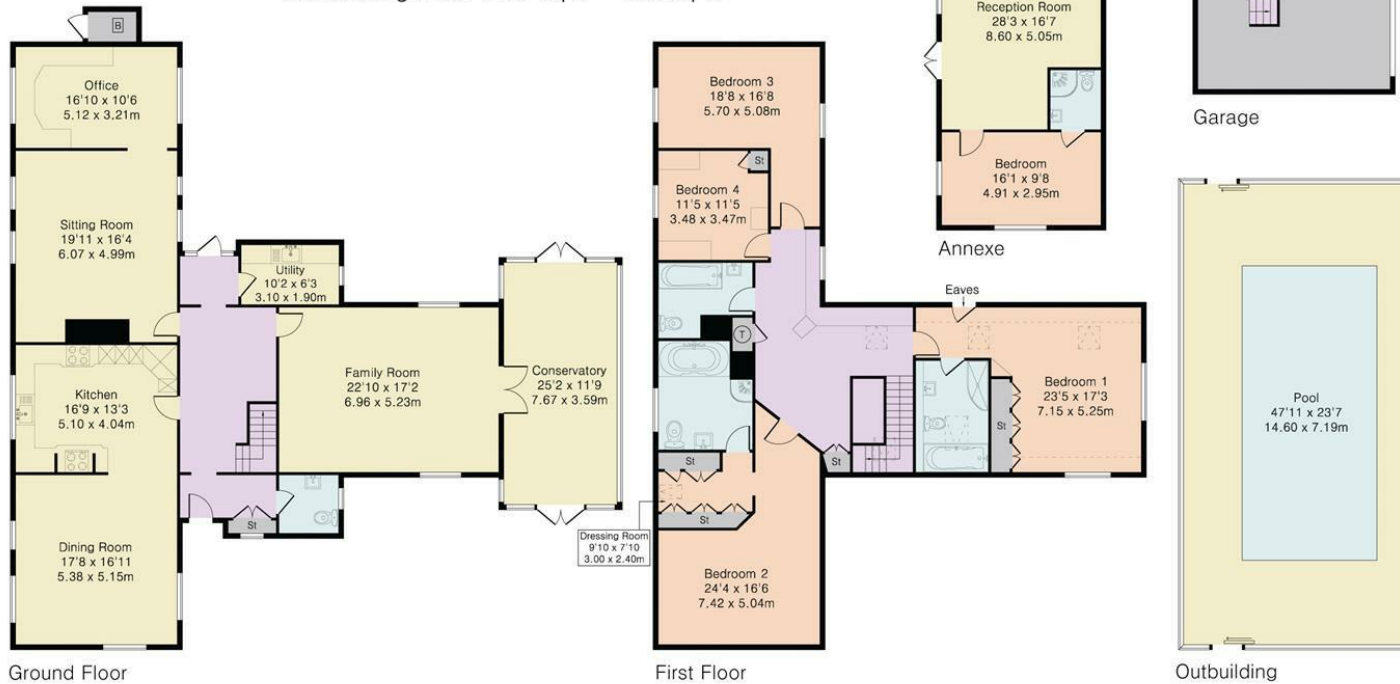 B
Office
16'10 x 10'6
5.12 x 3.21m
Sitting Room
19'11 x 16'4
6.07 x 4.99m
Utility
10'2 x 6'3
3.10 x 1.90m
Kitchen
16'9 x 13'3
5.10 x 4.04m
Family Room
22'10 x 17'2
6.96 x 5.23m
Conservatory
25'2 x 11'9
7.67 x 3.59m
St
Dining Room
17'8 x 16'11
5.38 x 5.15m
Ground Floor
Bedroom 3
18'8 x 16'8
5.70 x 5.08m
St
Bedroom 4
11'5 x 11'5
3.48 x 3.47m
Eaves
T
Bedroom 1
23'5 x 17'3
7.15 x 5.25m
St
St
St
St
Dressing Room
9'10 x 7'10
3.00 x 2.40m
Bedroom 2
24'4 x 16'6
7.42 x 5.04m
First Floor
Reception Room
28'3 x 16'7
8.60 x 5.05m
Bedroom
16'1 x 9'8
4.91 x 2.95m
Annexe
Garage
Pool
47'11 x 23'7
14.60 x 7.19m
Outbuilding